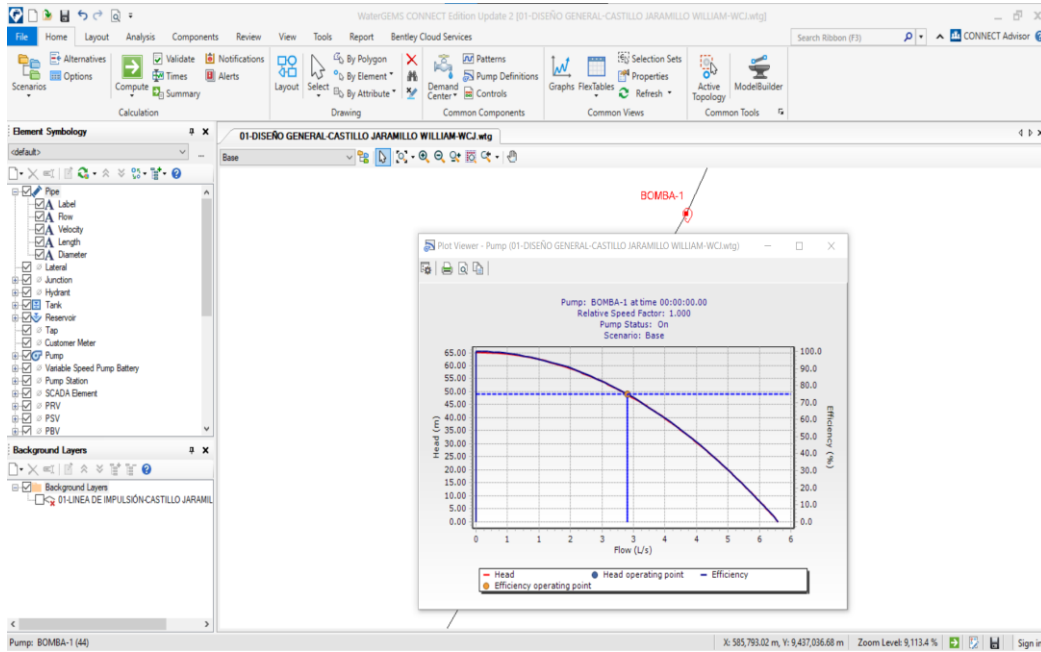 WaterGEMS CONNECT Edition Update 2 [01-DISEÑO GENERAL-CASTILLO JARAMILLO WILLIAM-WCJ.wtg]
File Home Layout Analysis Components Review View Tools Report Bentley Cloud Services Search Ribbon (F3) CONNECT Advisor
Scenarios Alternatives Options Compute Validate Times Summary Notifications Alerts
Layout Select By Polygon By Element By Attribute
Demand Center Patterns Pump Definitions Controls
Graphs FlexTables Selection Sets Properties Refresh
Active Topology ModelBuilder
Calculation Drawing Common Components Common Views Common Tools
Element Symbology
<default>
Pipe
Label
Flow
Velocity
Length
Diameter
Lateral
Junction
Hydrant
Tank
Reservoir
Tap
Customer Meter
Pump
Variable Speed Pump Battery
Pump Station
SCADA Element
PRV
PSV
PBV
Background Layers
Background Layers
01-LINEA DE IMPULSIÓN-CASTILLO JARAMIL
01-DISEÑO GENERAL-CASTILLO JARAMILLO WILLIAM-WCJ.wtg
Base
BOMBA-1
Plot Viewer - Pump (01-DISEÑO GENERAL-CASTILLO JARAMILLO WILLIAM-WCJ.wtg)
Pump: BOMBA-1 at time 00:00:00.00
Relative Speed Factor: 1.000
Pump Status: On
Scenario: Base
Head (m)
65.00
60.00
55.00
50.00
45.00
40.00
35.00
30.00
25.00
20.00
15.00
10.00
5.00
0.00
100.0
90.0
80.0
70.0
60.0
50.0
40.0
30.0
20.0
10.0
0.0
Efficiency (%)
0 1 1 2 3 3 4 4 5 6 6
Flow (L/s)
Head Head operating point Efficiency
Efficiency operating point
Pump: BOMBA-1 (44)
X: 585,793.02 m, Y: 9,437,036.68 m Zoom Level: 9,113.4 % Sign in